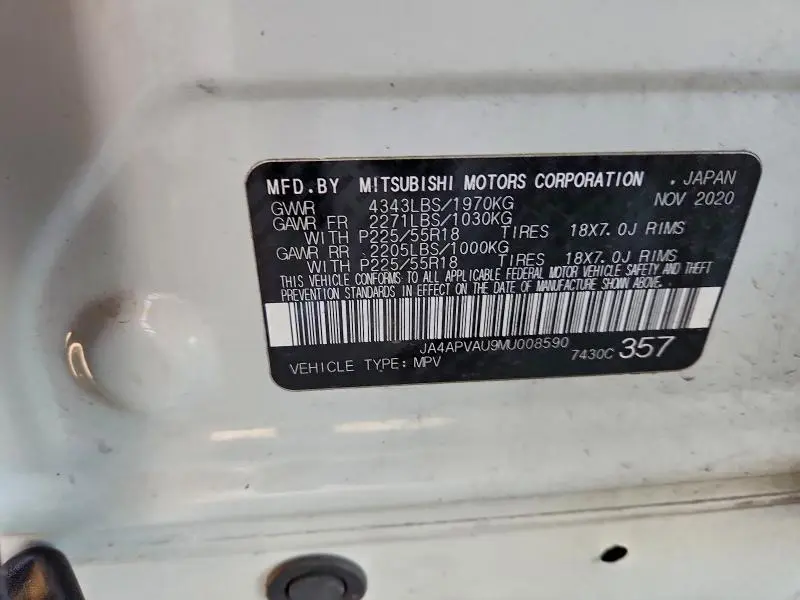 MFD.BY MITSUBISHI MOTORS CORPORATION . JAPAN
NOV 2020
GVWR 4343LBS/1970KG
GAWR FR 2271LBS/1030KG
WITH P225/55R18 TIRES 18X7.0J RIMS
GAWR RR 2205LBS/1000KG
WITH P225/55R18 TIRES 18X7.0J RIMS
THIS VEHICLE CONFORMS TO ALL APPLICABLE FEDERAL MOTOR VEHICLE SAFETY AND THEFT
PREVENTION STANDARDS IN EFFECT ON THE DATE OF MANUFACTURE SHOWN ABOVE.
JA4APVAU9MU008590
VEHICLE TYPE: MPV 7430C 357